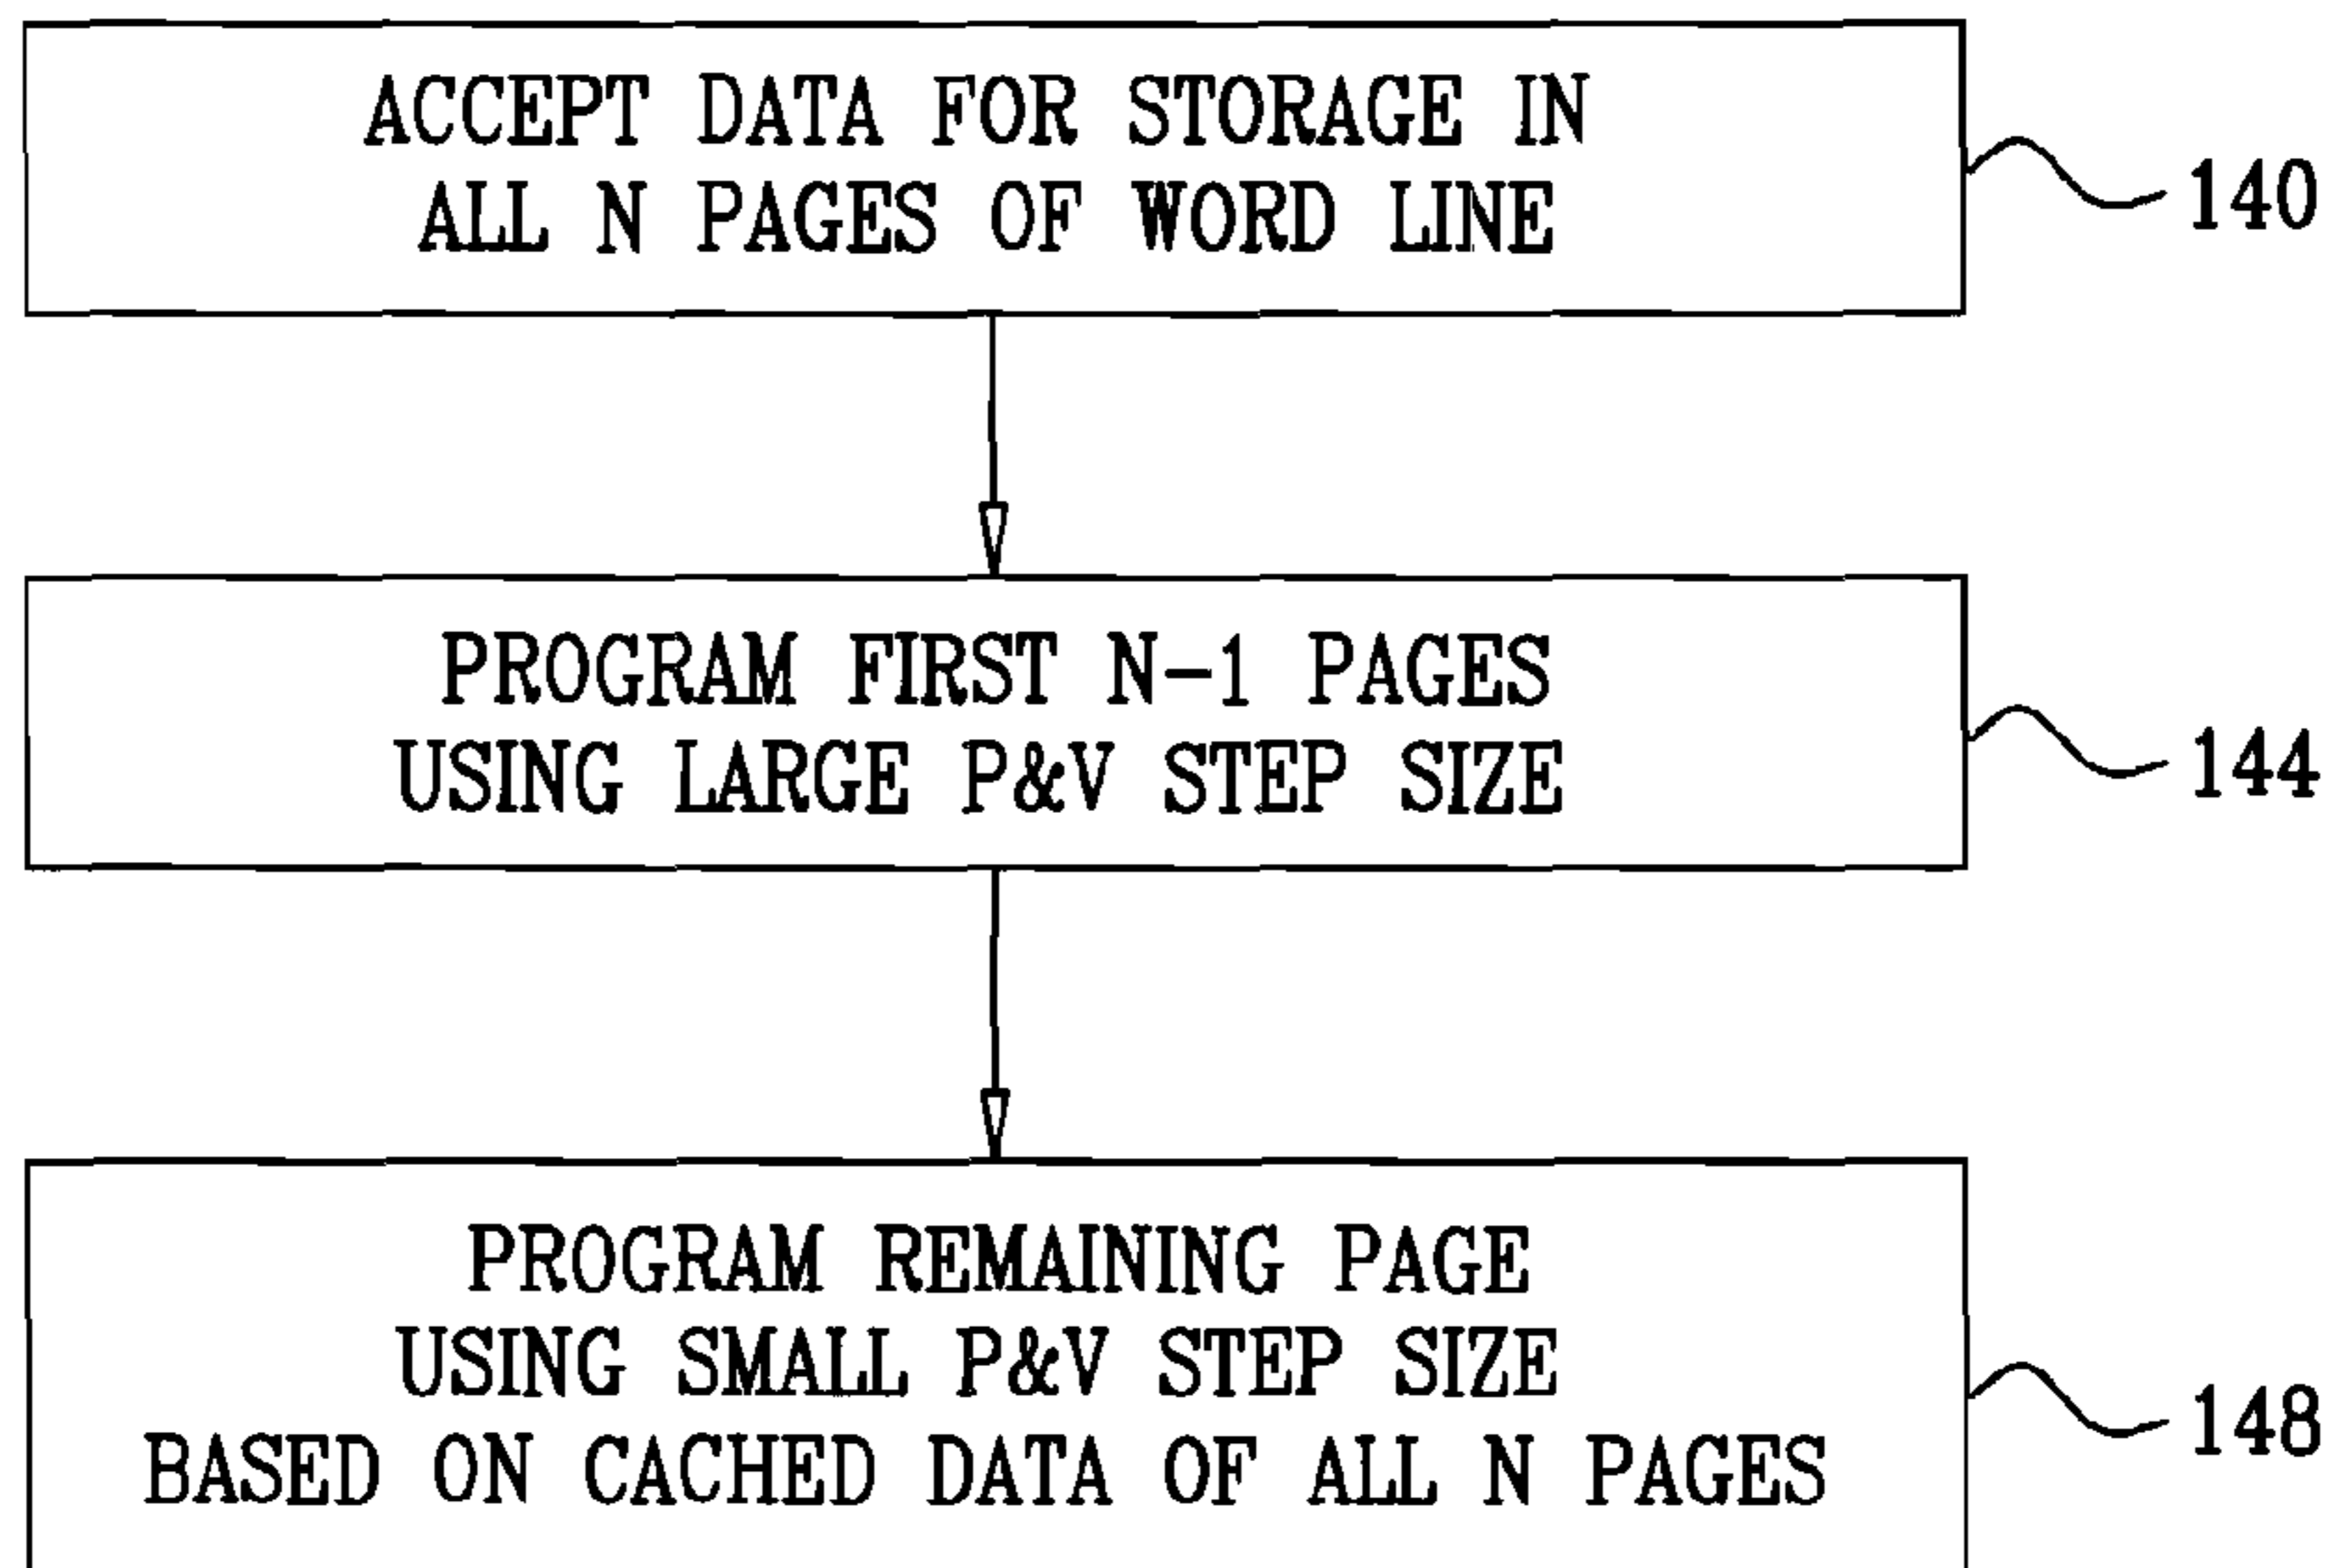 ACCEPT DATA FOR STORAGE IN
ALL N PAGES OF WORD LINE
140
PROGRAM FIRST N-1 PAGES
USING LARGE P&V STEP SIZE
144
PROGRAM REMAINING PAGE
USING SMALL P&V STEP SIZE
BASED ON CACHED DATA OF ALL N PAGES
148